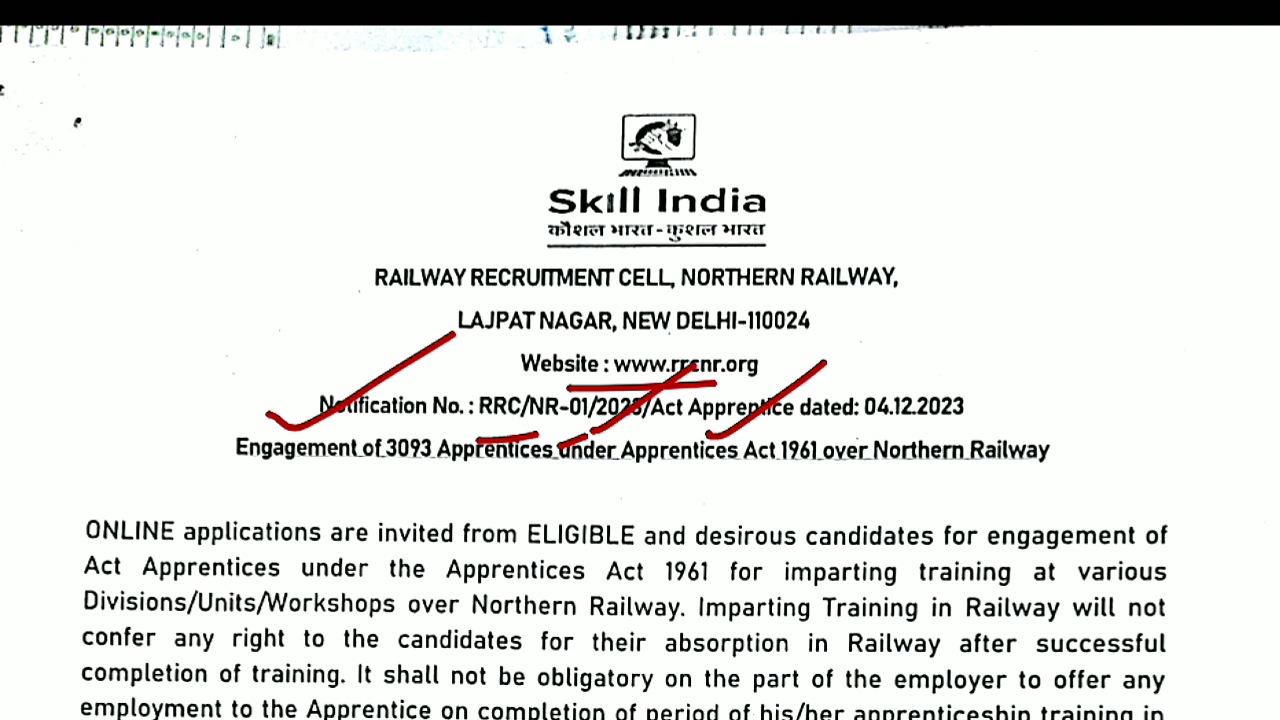 Skill India
कौशल भारत-कुशल भारत
RAILWAY RECRUITMENT CELL, NORTHERN RAILWAY,
LAJPAT NAGAR, NEW DELHI-110024
Website : www.rrcnr.org
Notification No. : RRC/NR-01/2023/Act Apprentice dated: 04.12.2023
Engagement of 3093 Apprentices under Apprentices Act 1961 over Northern Railway
ONLINE applications are invited from ELIGIBLE and desirous candidates for engagement of
Act Apprentices under the Apprentices Act 1961 for imparting training at various
Divisions/Units/Workshops over Northern Railway. Imparting Training in Railway will not
confer any right to the candidates for their absorption in Railway after successful
completion of training. It shall not be obligatory on the part of the employer to offer any
employment to the Apprentice on completion of period of his/her apprenticeship training in